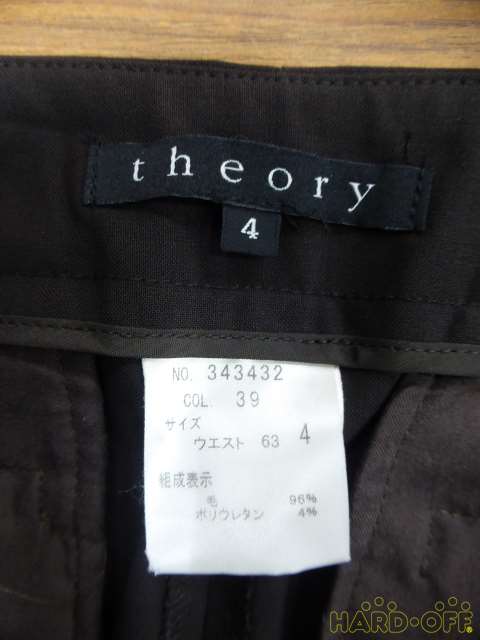 theory
4
NO. 343432
COL. 39
サイズ
ウエスト 63 4
組成表示
毛 96%
ポリウレタン 4%
HARD・OFF